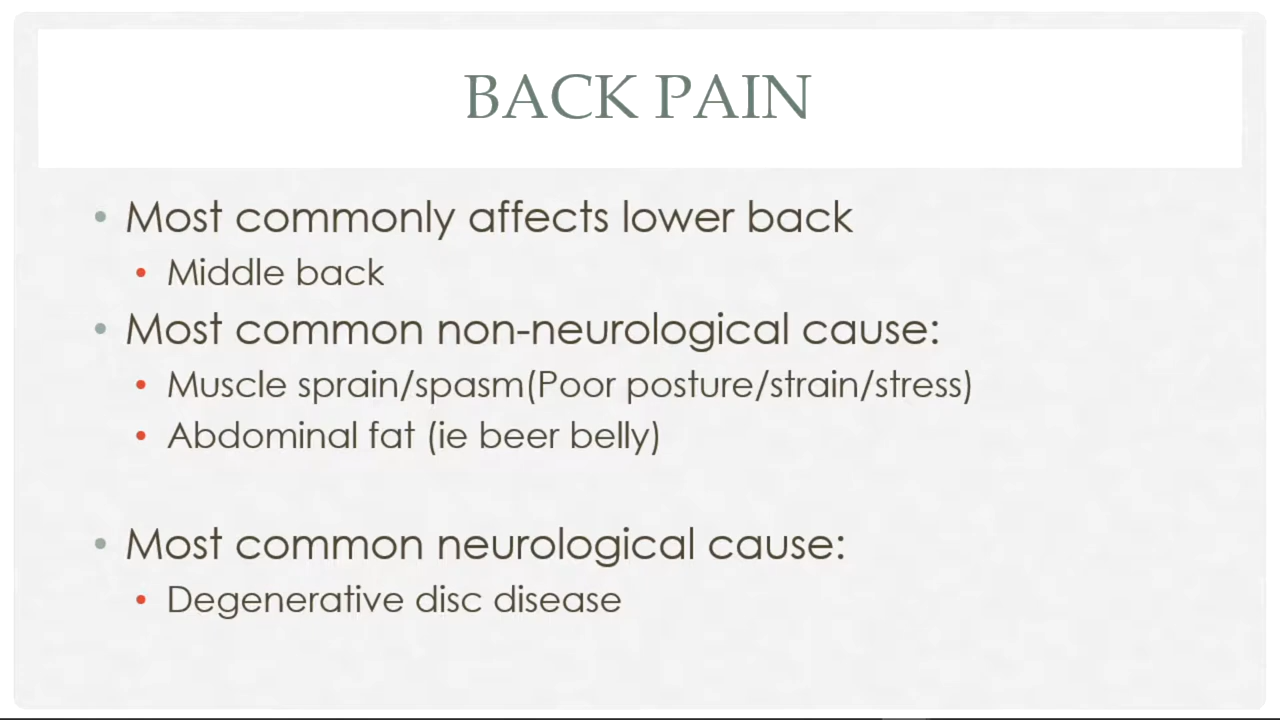 BACK PAIN
• Most commonly affects lower back
• Middle back
• Most common non-neurological cause:
• Muscle sprain/spasm(Poor posture/strain/stress)
• Abdominal fat (ie beer belly)
• Most common neurological cause:
• Degenerative disc disease